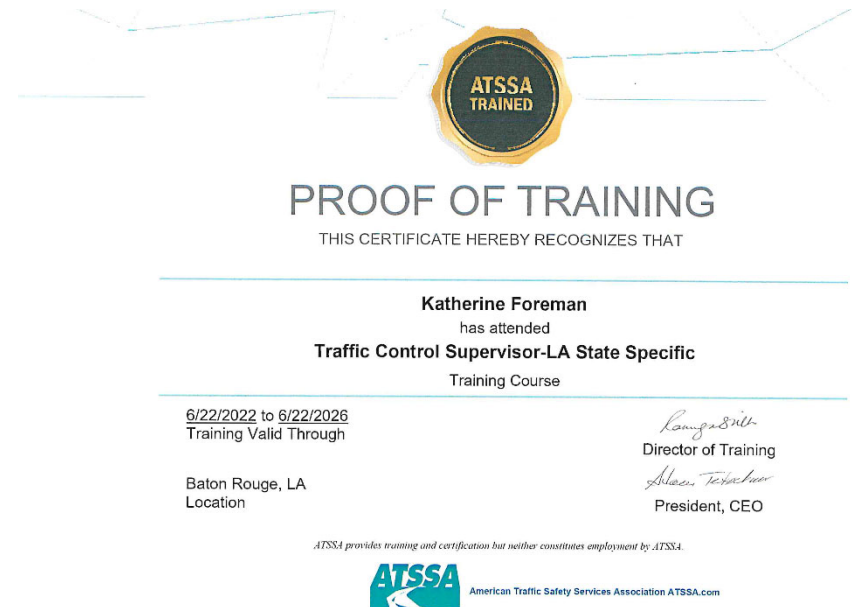 ATSSA
TRAINED
PROOF OF TRAINING
THIS CERTIFICATE HEREBY RECOGNIZES THAT
Katherine Foreman
has attended
Traffic Control Supervisor-LA State Specific
Training Course
6/22/2022 to 6/22/2026
Training Valid Through
Director of Training
Baton Rouge, LA
Location
President, CEO
ATSSA provides training and certification but neither constitutes employment by ATSSA.
ATSSA
American Traffic Safety Services Association ATSSA.com